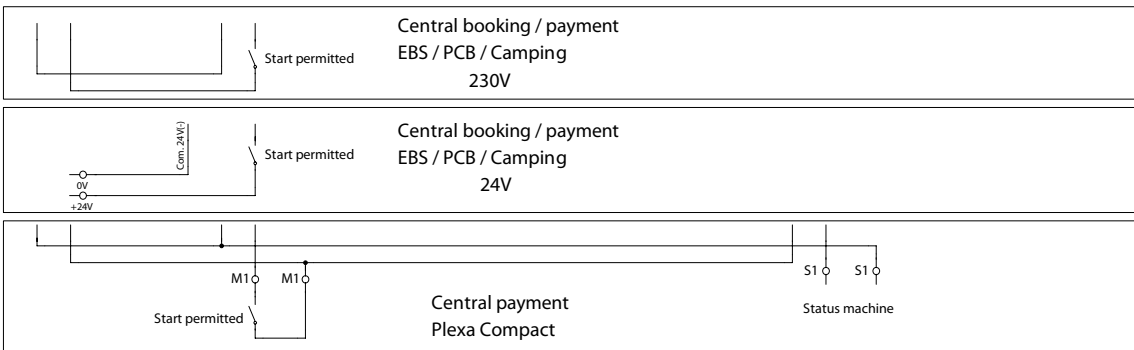 Central booking / payment
EBS / PCB / Camping
230V
Start permitted
Central booking / payment
EBS / PCB / Camping
24V
Com. 24V(-)
Start permitted
0V
+24V
M1 M1
S1 S1
Start permitted
Central payment
Plexa Compact
Status machine